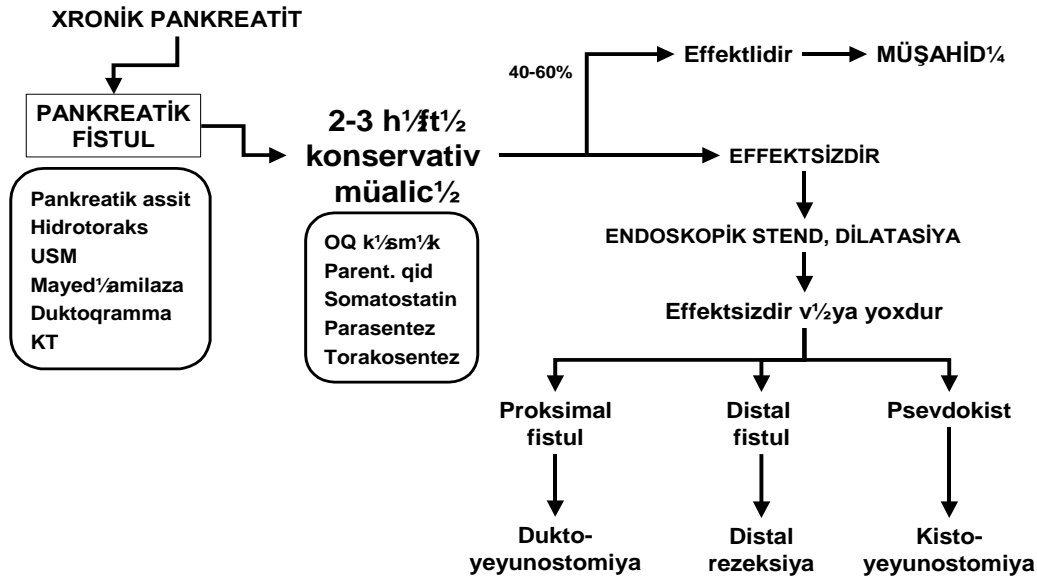 XRONİK PANKREATİT
PANKREATİK
FİSTUL
Pankreatik assit
Hidrotoraks
USM
Mayed½amilaza
Duktoqramma
KT
2-3 h½ft½
konservativ
müalic½
OQ k½sm½k
Parent. qid
Somatostatin
Parasentez
Torakosentez
40-60%
Effektlidir
MÜŞAHİD¼
EFFEKTSİZDİR
ENDOSKOPİK STEND, DİLATASİYA
Effektsizdir v½ya yoxdur
Proksimal
fistul
Distal
fistul
Psevdokist
Dukto-
yeyunostomiya
Distal
rezeksiya
Kisto-
yeyunostomiya